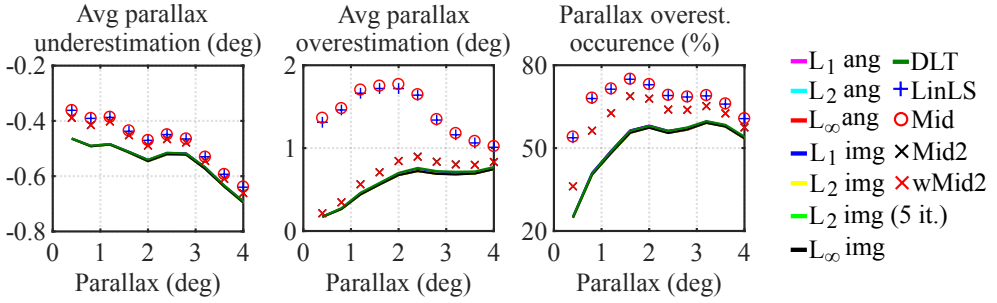 Avg parallax
underestimation (deg)
-0.2
-0.4
-0.6
-0.8
0 1 2 3 4
Parallax (deg)
Avg parallax
overestimation (deg)
2
1
0
0 1 2 3 4
Parallax (deg)
Parallax overest.
occurence (%)
80
50
20
1 2 3 4
Parallax (deg)
L₁ ang
L₂ ang
L∞ ang
L₁ img
L₂ img
L₂ img (5 it.)
L∞ img
DLT
LinLS
Mid
Mid2
wMid2